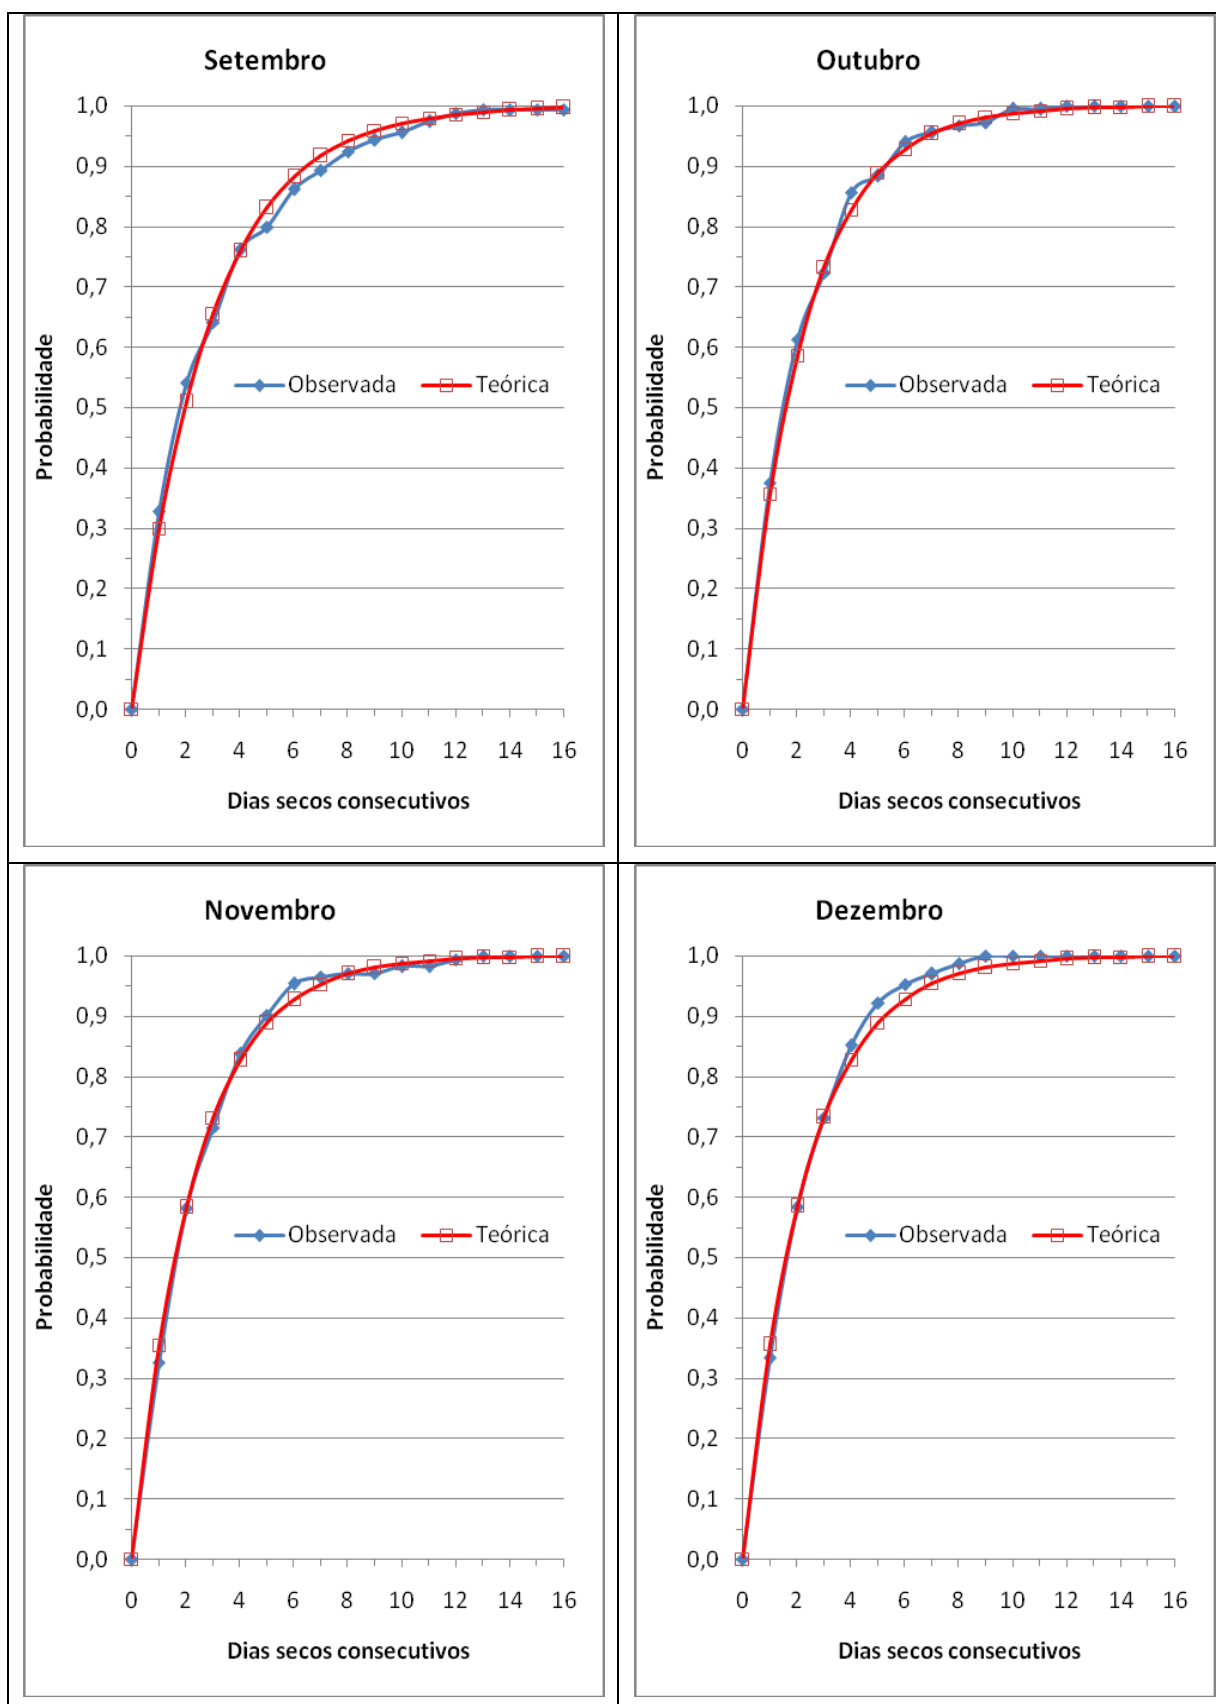 Setembro
1,0
0,9
0,8
0,7
0,6
0,5
0,4
0,3
0,2
0,1
0,0
Probabilidade
Observada Teórica
0 2 4 6 8 10 12 14 16
Dias secos consecutivos
Outubro
1,0
0,9
0,8
0,7
0,6
0,5
0,4
0,3
0,2
0,1
0,0
Probabilidade
Observada Teórica
0 2 4 6 8 10 12 14 16
Dias secos consecutivos
Novembro
1,0
0,9
0,8
0,7
0,6
0,5
0,4
0,3
0,2
0,1
0,0
Probabilidade
Observada Teórica
0 2 4 6 8 10 12 14 16
Dias secos consecutivos
Dezembro
1,0
0,9
0,8
0,7
0,6
0,5
0,4
0,3
0,2
0,1
0,0
Probabilidade
Observada Teórica
0 2 4 6 8 10 12 14 16
Dias secos consecutivos